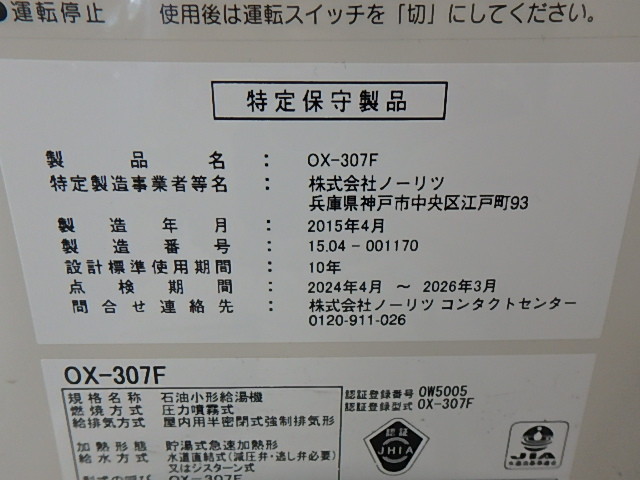 ●運転停止　使用後は運転スイッチを「切」にしてください。
特定保守製品
製品名 ： OX-307F
特定製造事業者等名 ： 株式会社ノーリツ
兵庫県神戸市中央区江戸町93
製造年月 ： 2015年4月
製造番号 ： 15.04-001170
設計標準使用期間 ： 10年
点検期間 ： 2024年4月 ～ 2026年3月
問合せ連絡先 ： 株式会社ノーリツ コンタクトセンター
0120-911-026
OX-307F
規格名称 石油小形給湯機
燃焼方式 圧力噴霧式
給排気方式 屋内用半密閉式強制排気形
加熱形態 貯湯式急速加熱形
給水方式 水道直結式(減圧弁・逃し弁必要)
又はシスターン式
型式の呼び OX-307F
認証登録番号 OW5005
認証登録型式 OX-307F
認証
JHIA
JIA